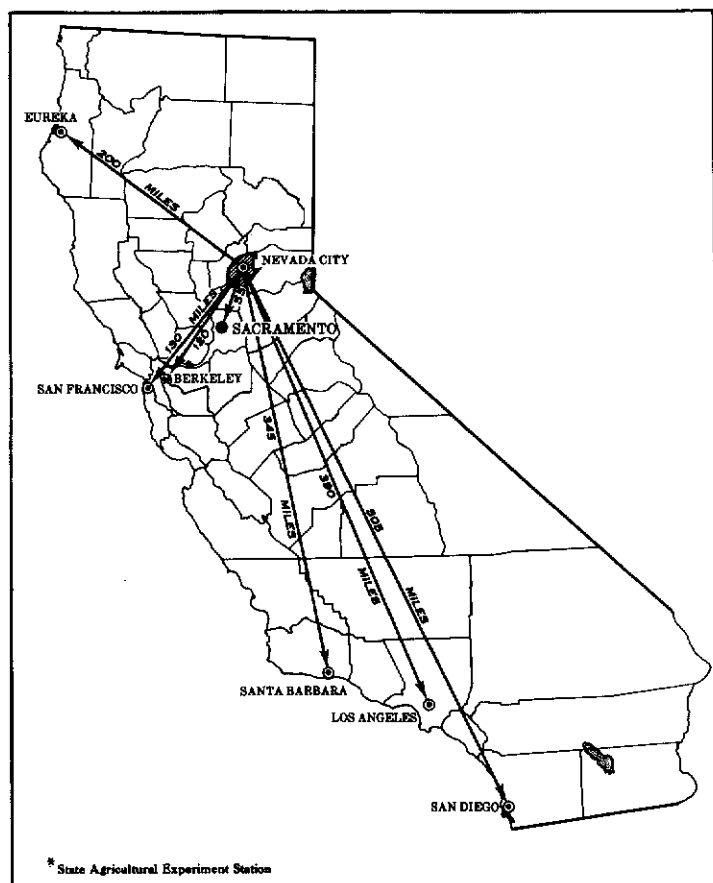 EUREKA
200 MILES
NEVADA CITY
130 MILES
120
55
SACRAMENTO
BERKELEY
SAN FRANCISCO
345 MILES
390 MILES
505 MILES
SANTA BARBARA
LOS ANGELES
SAN DIEGO
* State Agricultural Experiment Station